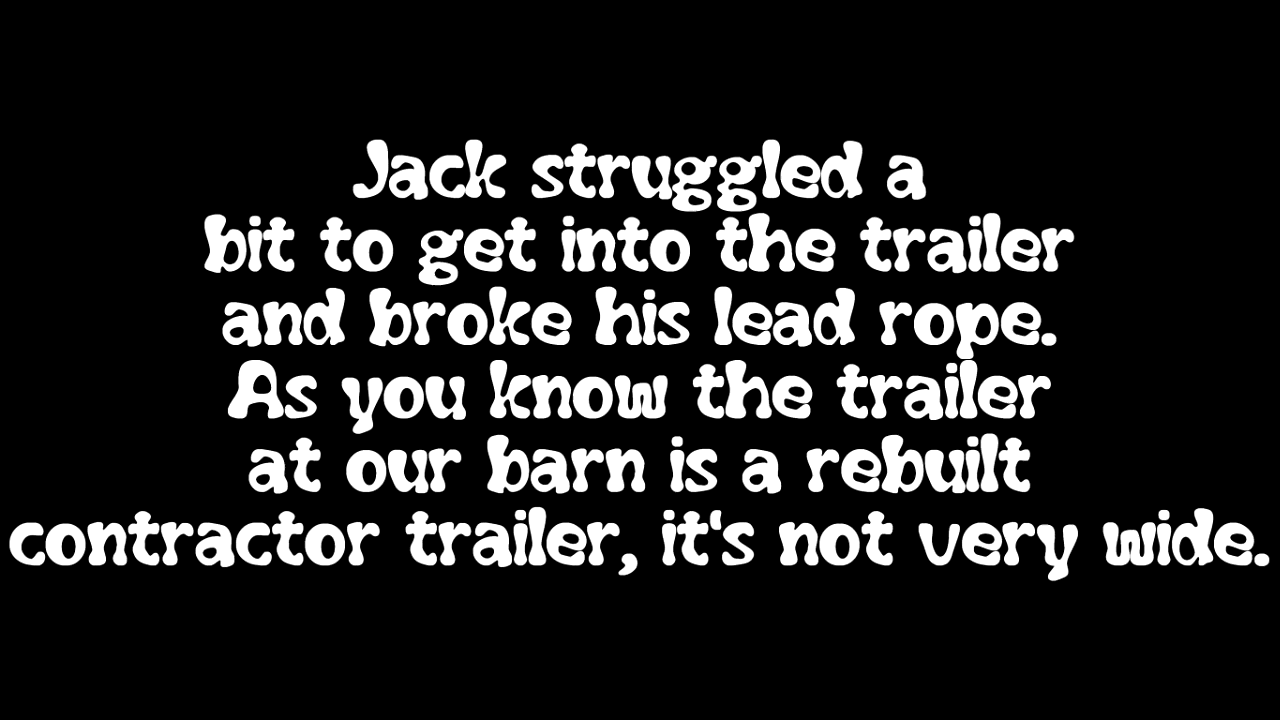 Jack struggled a
bit to get into the trailer
and broke his lead rope.
As you know the trailer
at our barn is a rebuilt
contractor trailer, it's not very wide.